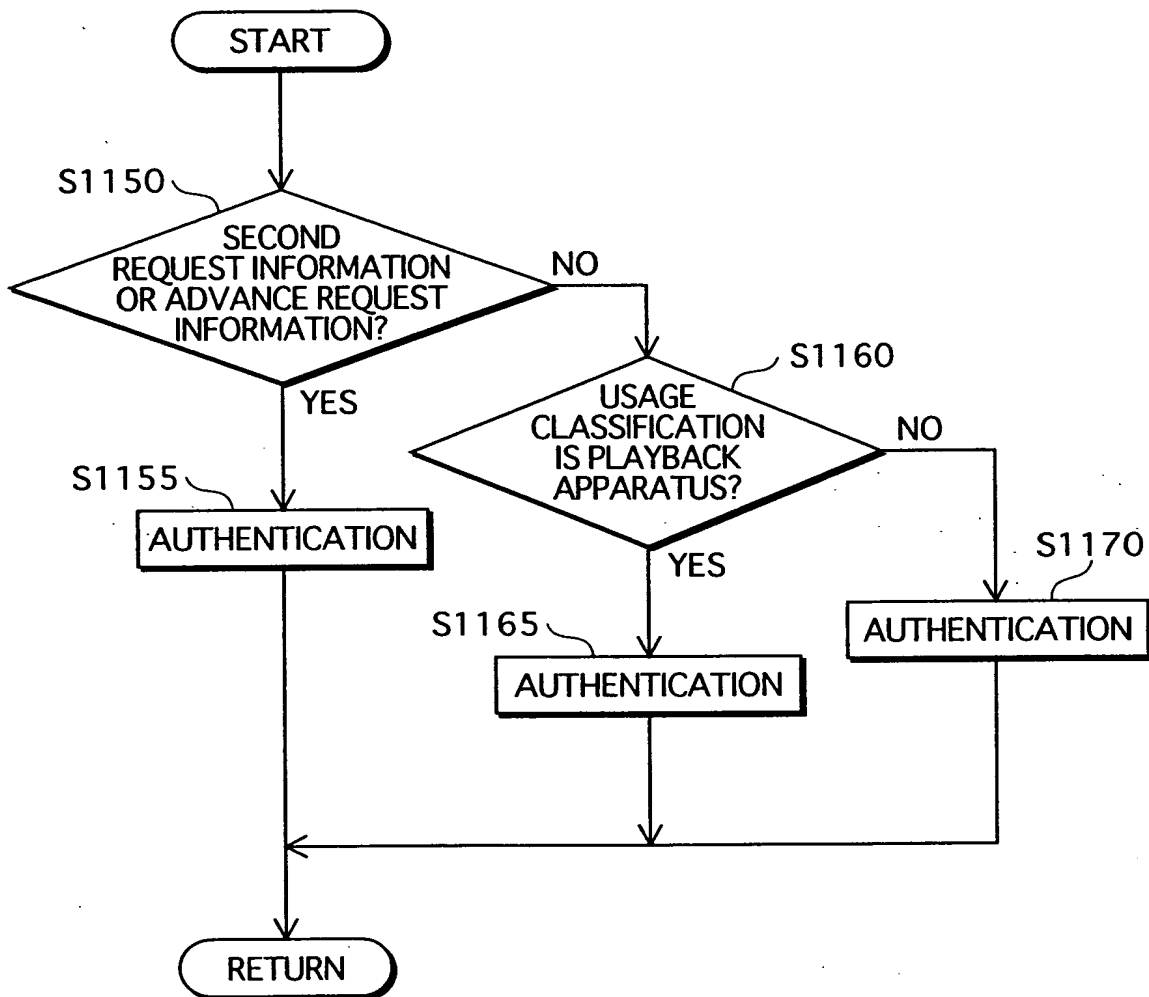 START
S1150
SECOND
REQUEST INFORMATION
OR ADVANCE REQUEST
INFORMATION?
NO
YES
S1160
USAGE
CLASSIFICATION
IS PLAYBACK
APPARATUS?
NO
YES
S1155
AUTHENTICATION
S1170
AUTHENTICATION
S1165
AUTHENTICATION
RETURN